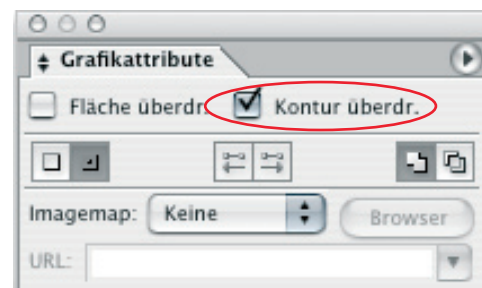 Grafikattribute
Fläche überdr. Kontur überdr.
Imagemap: Keine Browser
URL: